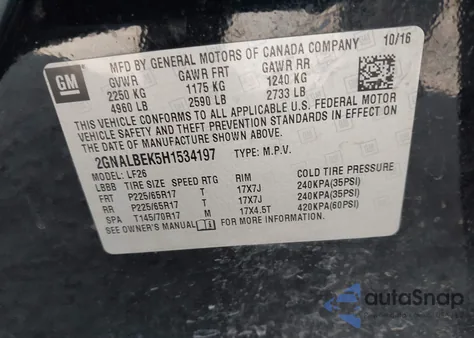 GM
MFD BY GENERAL MOTORS OF CANADA COMPANY 10/16
GVWR GAWR FRT GAWR RR
2250 KG 1175 KG 1240 KG
4960 LB 2590 LB 2733 LB
THIS VEHICLE CONFORMS TO ALL APPLICABLE U.S. FEDERAL MOTOR
VEHICLE SAFETY, BUMPER, AND THEFT PREVENTION STANDARDS IN EFFECT ON
THE DATE OF MANUFACTURE SHOWN ABOVE.
2GNALBEK5H1534197 TYPE: M.P.V.
MODEL: LF26
LBBB TIRE SIZE SPEED RTG RIM COLD TIRE PRESSURE
FRT P225/65R17 T 17X7J 240KPA(35PSI)
RR P225/65R17 T 17X7J 240KPA(35PSI)
SPA T145/70R17 M 17X4.5T 420KPA(60PSI)
SEE OWNER'S MANUAL FOR MORE INFORMATION.
autoSnap